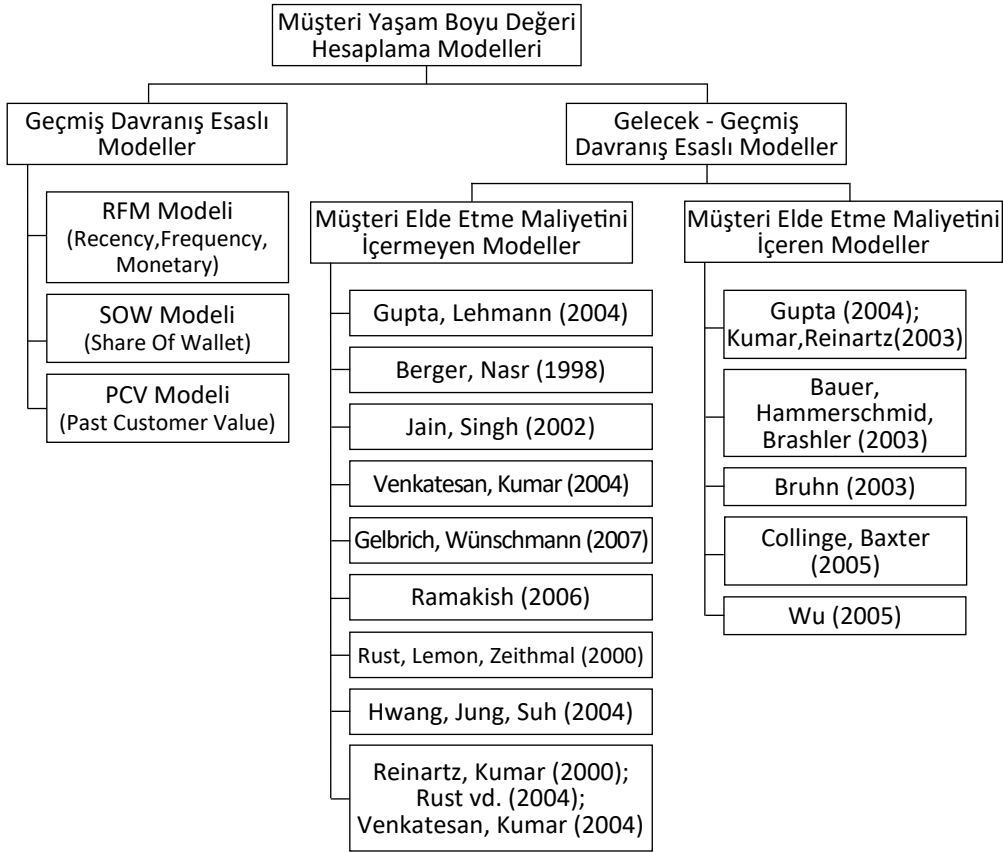 Müşteri Yaşam Boyu Değeri
Hesaplama Modelleri
Geçmiş Davranış Esaslı
Modeller
RFM Modeli
(Recency,Frequency,
Monetary)
SOW Modeli
(Share Of Wallet)
PCV Modeli
(Past Customer Value)
Gelecek - Geçmiş
Davranış Esaslı Modeller
Müşteri Elde Etme Maliyetini
İçermeyen Modeller
Gupta, Lehmann (2004)
Berger, Nasr (1998)
Jain, Singh (2002)
Venkatesan, Kumar (2004)
Gelbrich, Wünschmann (2007)
Ramakish (2006)
Rust, Lemon, Zeithmal (2000)
Hwang, Jung, Suh (2004)
Reinartz, Kumar (2000);
Rust vd. (2004);
Venkatesan, Kumar (2004)
Müşteri Elde Etme Maliyetini
İçeren Modeller
Gupta (2004);
Kumar,Reinartz(2003)
Bauer,
Hammerschmid,
Brashler (2003)
Bruhn (2003)
Collinge, Baxter
(2005)
Wu (2005)